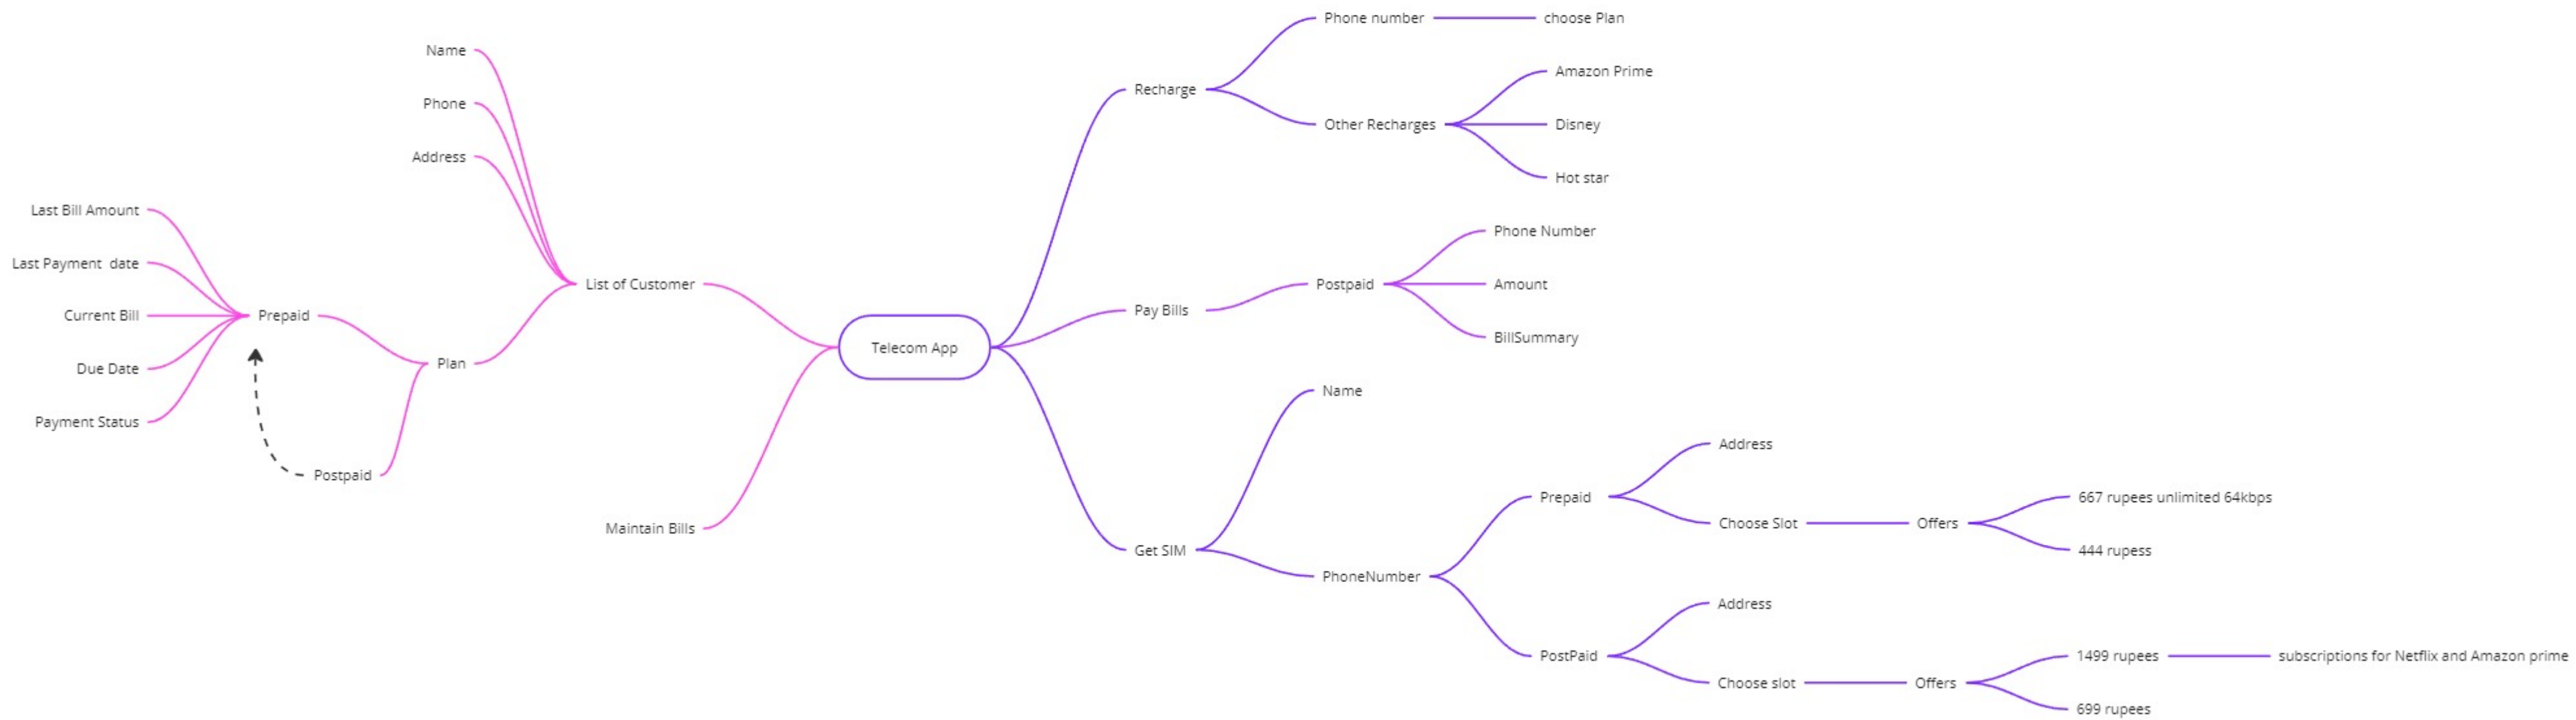 Phone number
choose Plan
Name
Amazon Prime
Recharge
Phone
Other Recharges
Disney
Address
Hot star
Last Bill Amount
Phone Number
Last Payment  date
List of Customer
Postpaid
Amount
Current Bill
Prepaid
Pay Bills
BillSummary
Telecom App
Due Date
Plan
Name
Payment Status
Address
Postpaid
Prepaid
667 rupees unlimited 64kbps
Maintain Bills
Choose Slot
Offers
Get SIM
444 rupess
PhoneNumber
Address
PostPaid
1499 rupees
subscriptions for Netflix and Amazon prime
Choose slot
Offers
699 rupees